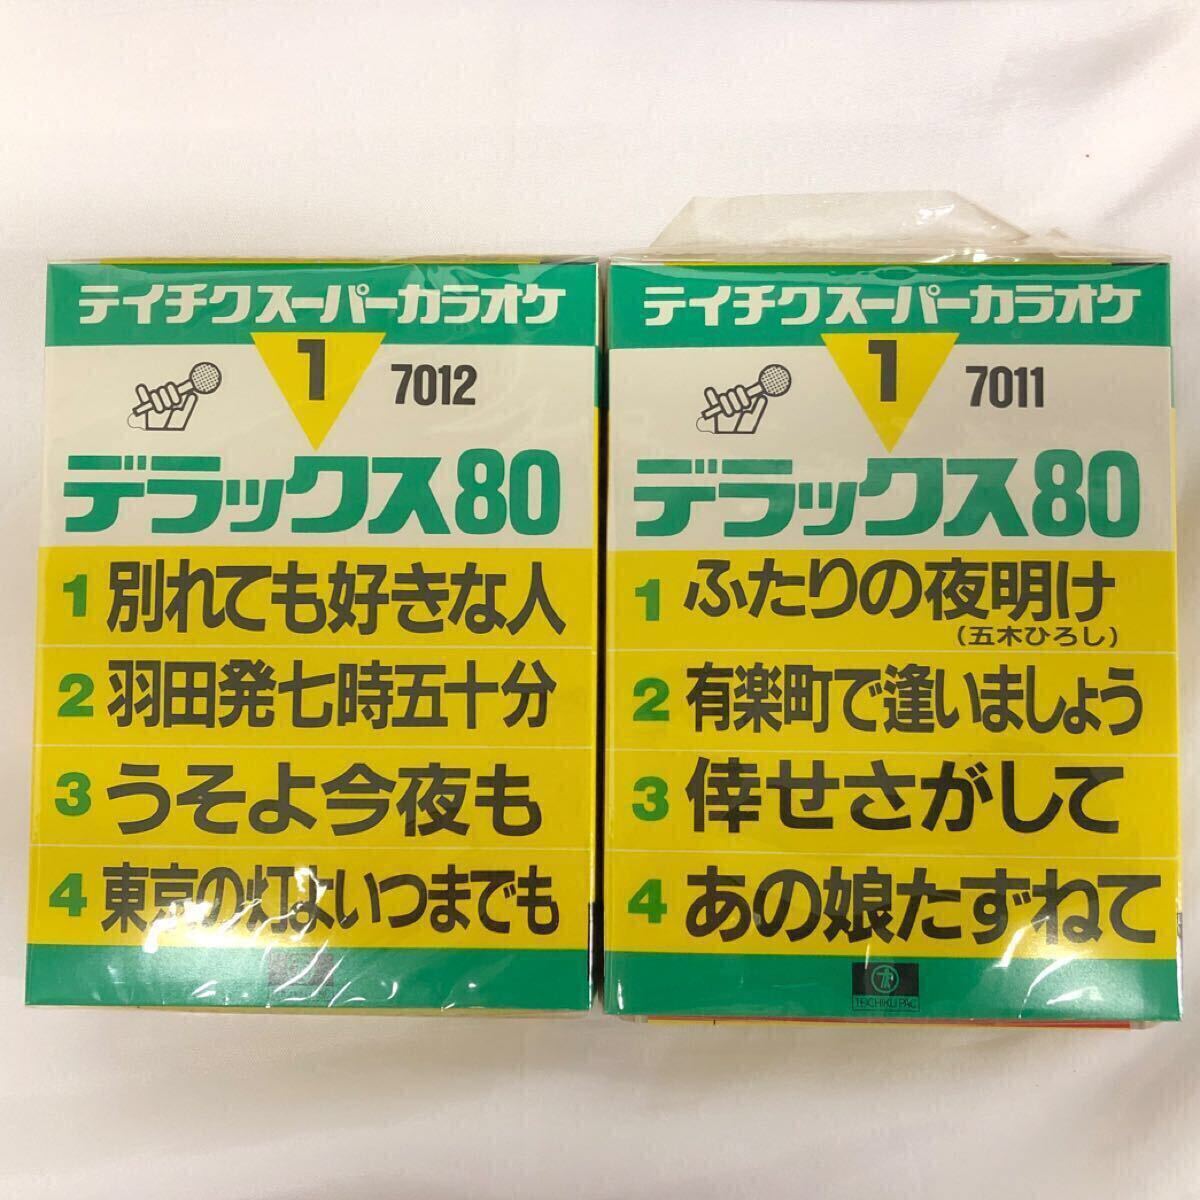 テイチクスーパーカラオケ
1
7012
デラックス80
1 別れても好きな人
2 羽田発七時五十分
3 うそよ今夜も
4 東京の灯よいつまでも
テイチクスーパーカラオケ
1
7011
デラックス80
1 ふたりの夜明け
(五木ひろし)
2 有楽町で逢いましょう
3 倖せさがして
4 あの娘たずねて
TEICHIKU PAC